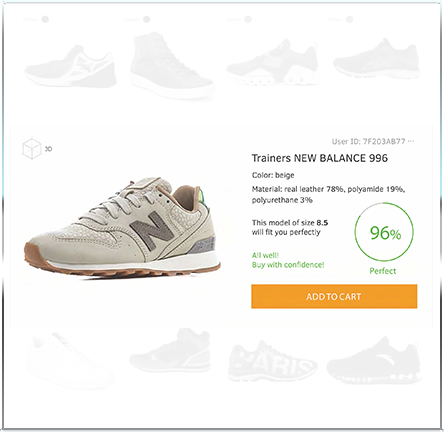 User ID: 7F203AB77 ···
3D
Trainers NEW BALANCE 996
Color: beige
Material: real leather 78%, polyamide 19%,
polyurethane 3%
This model of size 8.5
will fit you perfectly
96%
All well!
Buy with confidence!
Perfect
ADD TO CART
N
PARIS